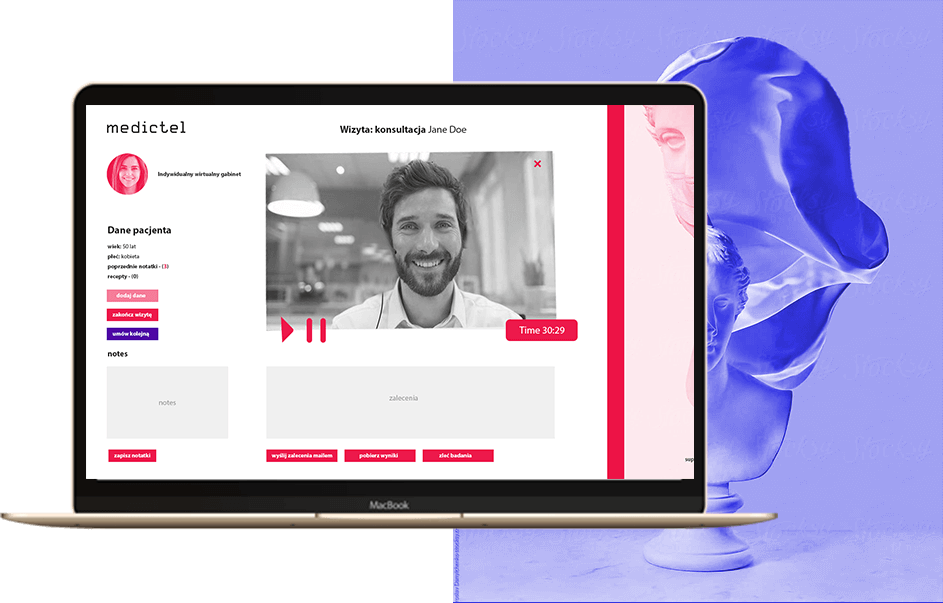 medictel
Wizyta: konsultacja Jane Doe
Indywidualny wirtualny gabinet
Dane pacjenta
wiek: 50 lat
płeć: kobieta
poprzednie notatki - (3)
recepty - (0)
dodaj dane
zakończ wizytę
umów kolejną
Time 30:29
notes
notes
zalecenia
zapisz notatki
wyślij zalecenia mailem
pobierz wyniki
zleć badania
MacBook